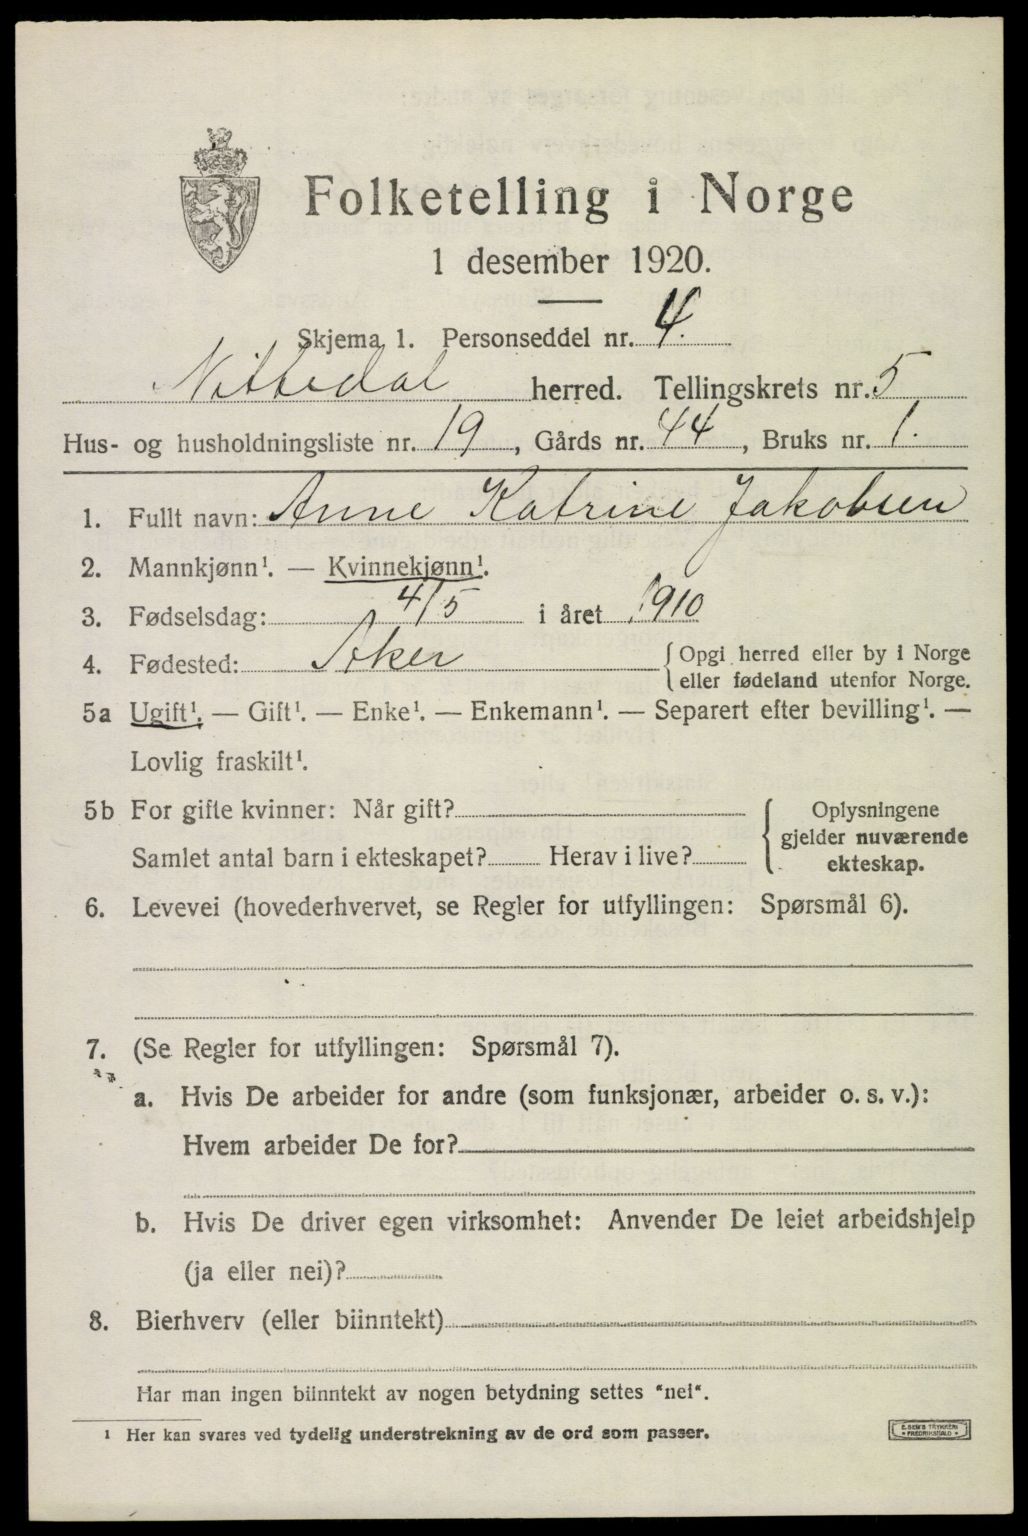 Folketelling i Norge
1 desember 1920.
Skjema 1. Personseddel nr. 4.
Nittedal herred. Tellingskrets nr. 5
Hus- og husholdningsliste nr. 19, Gårds nr. 44, Bruks nr. 1.
1. Fullt navn: Anne Katrine Jakobsen
2. Mannkjønn¹. — Kvinnekjønn¹.
3. Fødselsdag: 4/5 i året 1910
4. Fødested: Aker {Opgi herred eller by i Norge
eller fødeland utenfor Norge.
5a Ugift¹. — Gift¹. — Enke¹. — Enkemann¹. — Separert efter bevilling¹. —
Lovlig fraskilt¹.
5b For gifte kvinner: Når gift? { Oplysningene
gjelder nuværende
Samlet antal barn i ekteskapet? Herav i live? ekteskap.
6. Levevei (hovederhvervet, se Regler for utfyllingen: Spørsmål 6).
7. (Se Regler for utfyllingen: Spørsmål 7).
a. Hvis De arbeider for andre (som funksjonær, arbeider o. s. v.):
Hvem arbeider De for?
b. Hvis De driver egen virksomhet: Anvender De leiet arbeidshjelp
(ja eller nei)?
8. Bierhverv (eller biinntekt)
Har man ingen biinntekt av nogen betydning settes "nei".
¹ Her kan svares ved tydelig understrekning av de ord som passer.
E. SEM'S TRYKKERI
FREDRIKSHALD